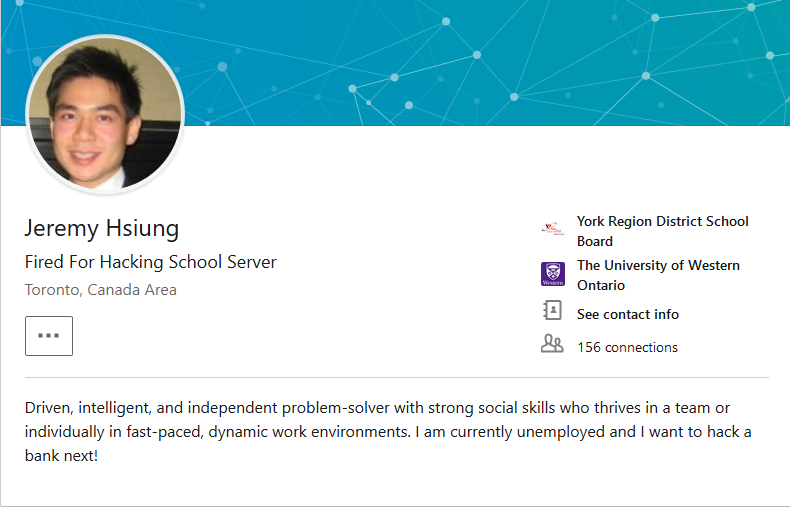 Jeremy Hsiung
Fired For Hacking School Server
Toronto, Canada Area
York Region District School
Board
Western
The University of Western
Ontario
See contact info
156 connections
Driven, intelligent, and independent problem-solver with strong social skills who thrives in a team or
individually in fast-paced, dynamic work environments. I am currently unemployed and I want to hack a
bank next!